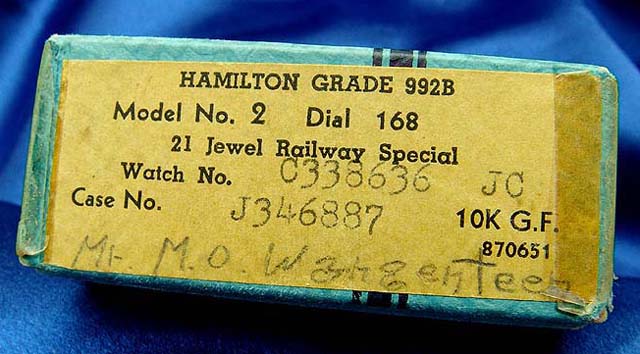 HAMILTON GRADE 992B
Model No. 2 Dial 168
21 Jewel Railway Special
Watch No. C338636 JC
Case No. J346887 10K G.F.
870651
Mr. M.O. Wargenteen